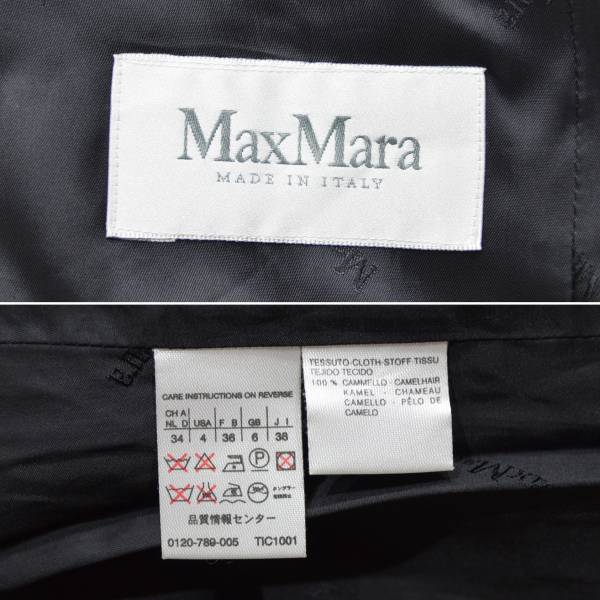 MaxMara
MADE IN ITALY
CARE INSTRUCTIONS ON REVERSE
CH A NL D USA F B GB J I
34 4 36 6 38
P
品質情報センター
0120-789-005 TIC1001
TESSUTO-CLOTH-STOFF TISSU
TEJIDO TECIDO
100 % CAMMELLO - CAMELHAIR
KAMEL - CHAMEAU
CAMELLO - PÊLO DE
CAMELO